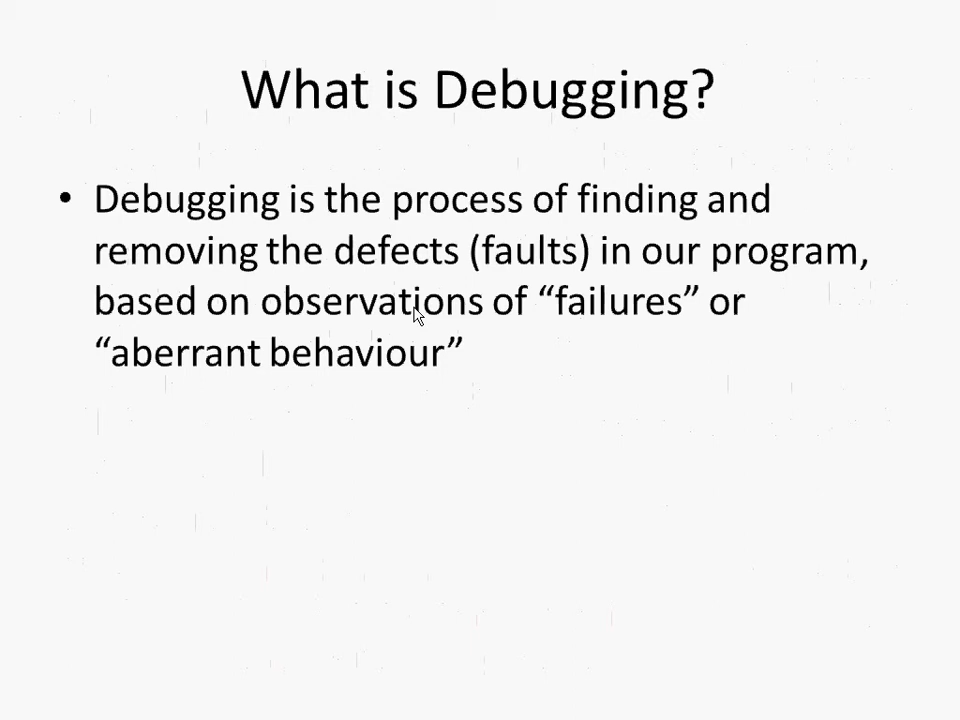 What is Debugging?
• Debugging is the process of finding and
removing the defects (faults) in our program,
based on observations of “failures” or
“aberrant behaviour”